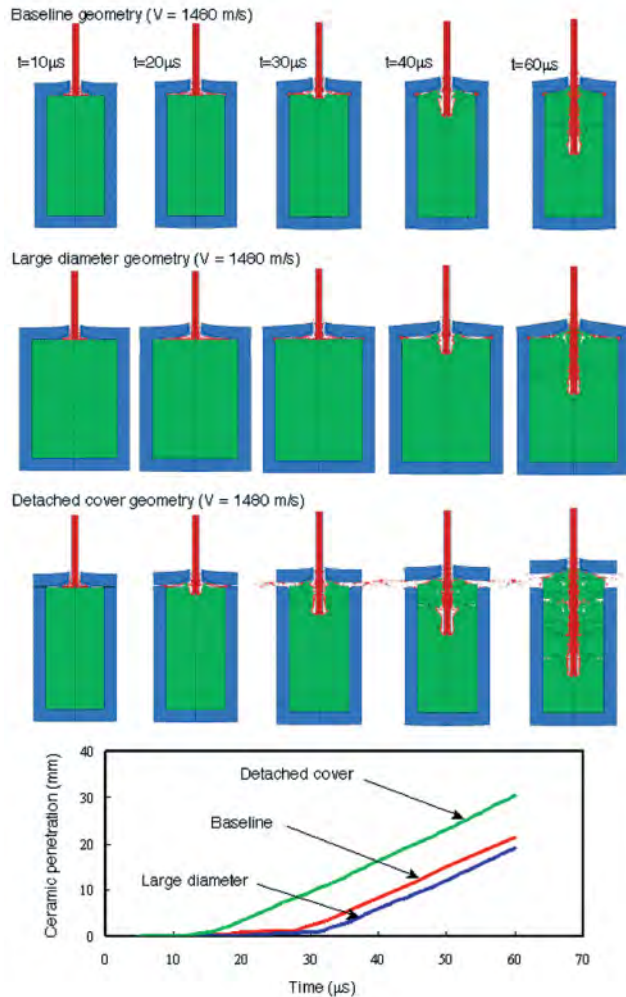 Baseline geometry (V = 1460 m/s)
t=10μs t=20μs t=30μs t=40μs t=60μs
Large diameter geometry (V = 1460 m/s)
Detached cover geometry (V = 1460 m/s)
40
30
20
10
0
Ceramic penetration (mm)
Detached cover
Baseline
Large diameter
0 10 20 30 40 50 60 70
Time (μs)